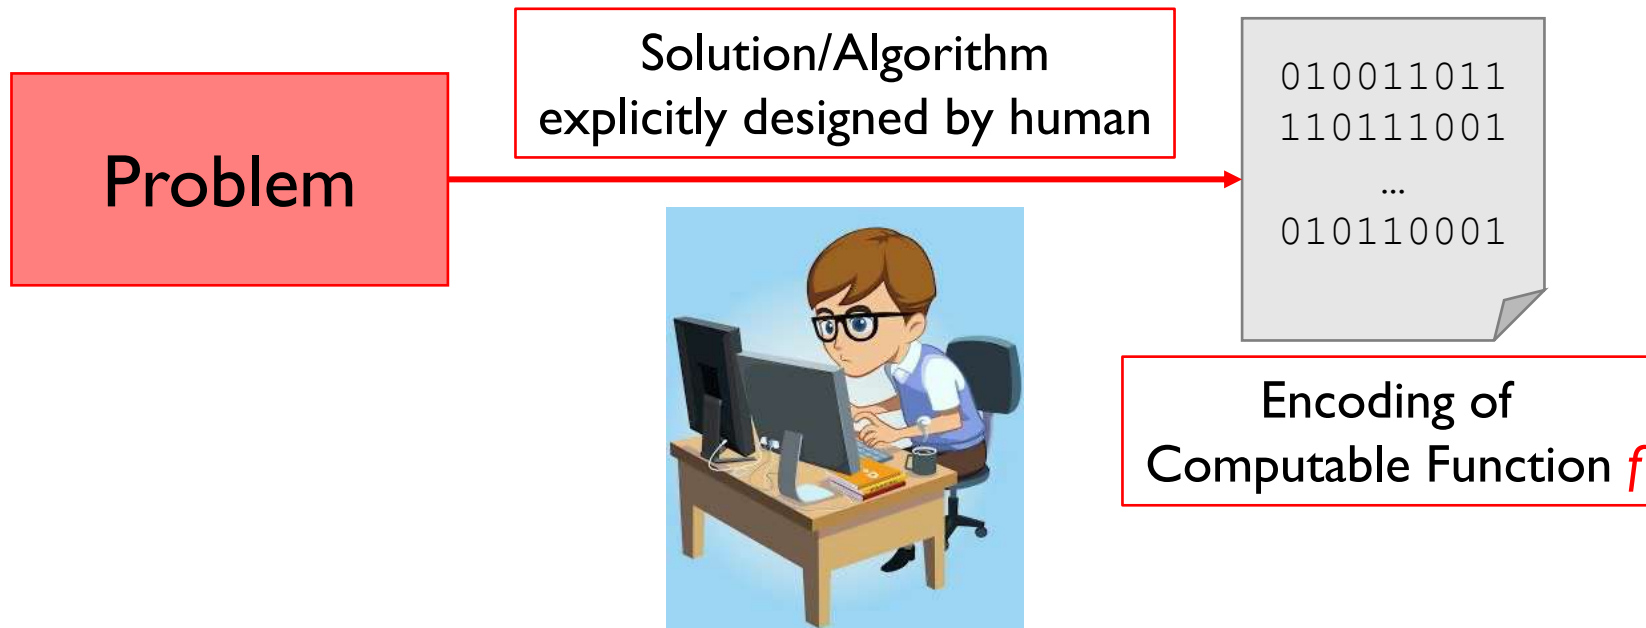 Problem
Solution/Algorithm
explicitly designed by human
010011011
110111001
...
010110001
Encoding of
Computable Function f